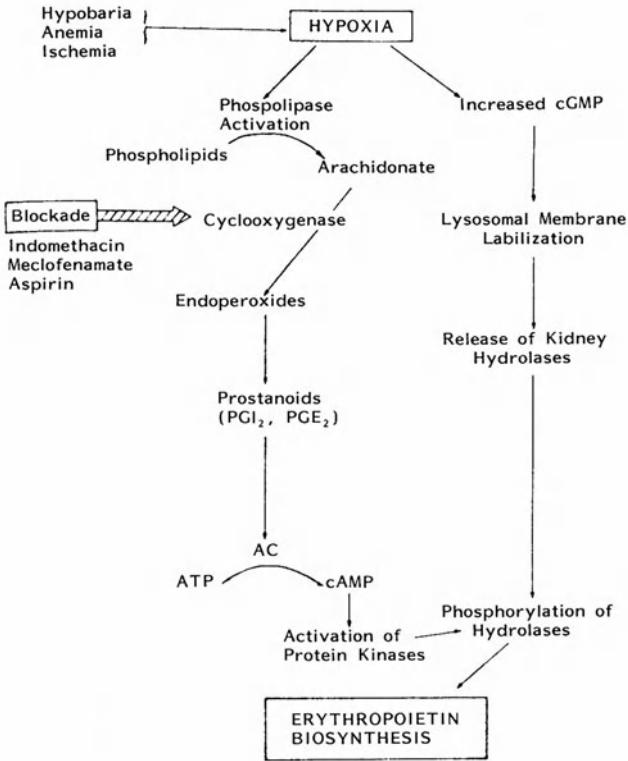 Hypobaria
Anemia
Ischemia
HYPOXIA
Phospolipase
Activation
Increased cGMP
Phospholipids
Arachidonate
Blockade
Cyclooxygenase
Indomethacin
Meclofenamate
Aspirin
Lysosomal Membrane
Labilization
Endoperoxides
Release of Kidney
Hydrolases
Prostanoids
(PGI₂, PGE₂)
AC
ATP
cAMP
Activation of
Protein Kinases
Phosphorylation of
Hydrolases
ERYTHROPOIETIN
BIOSYNTHESIS